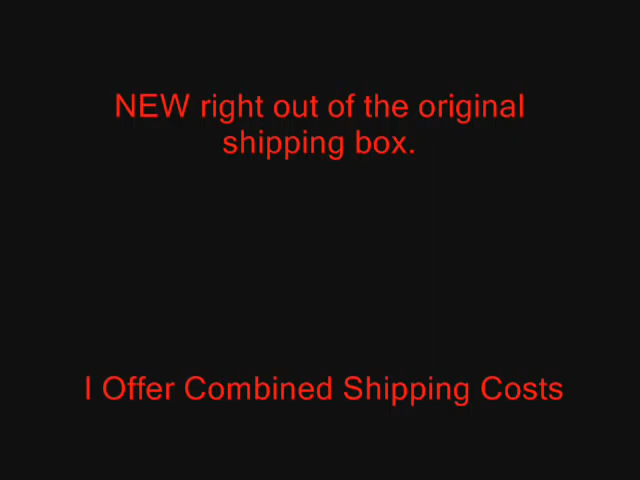 NEW right out of the original
shipping box.
I Offer Combined Shipping Costs